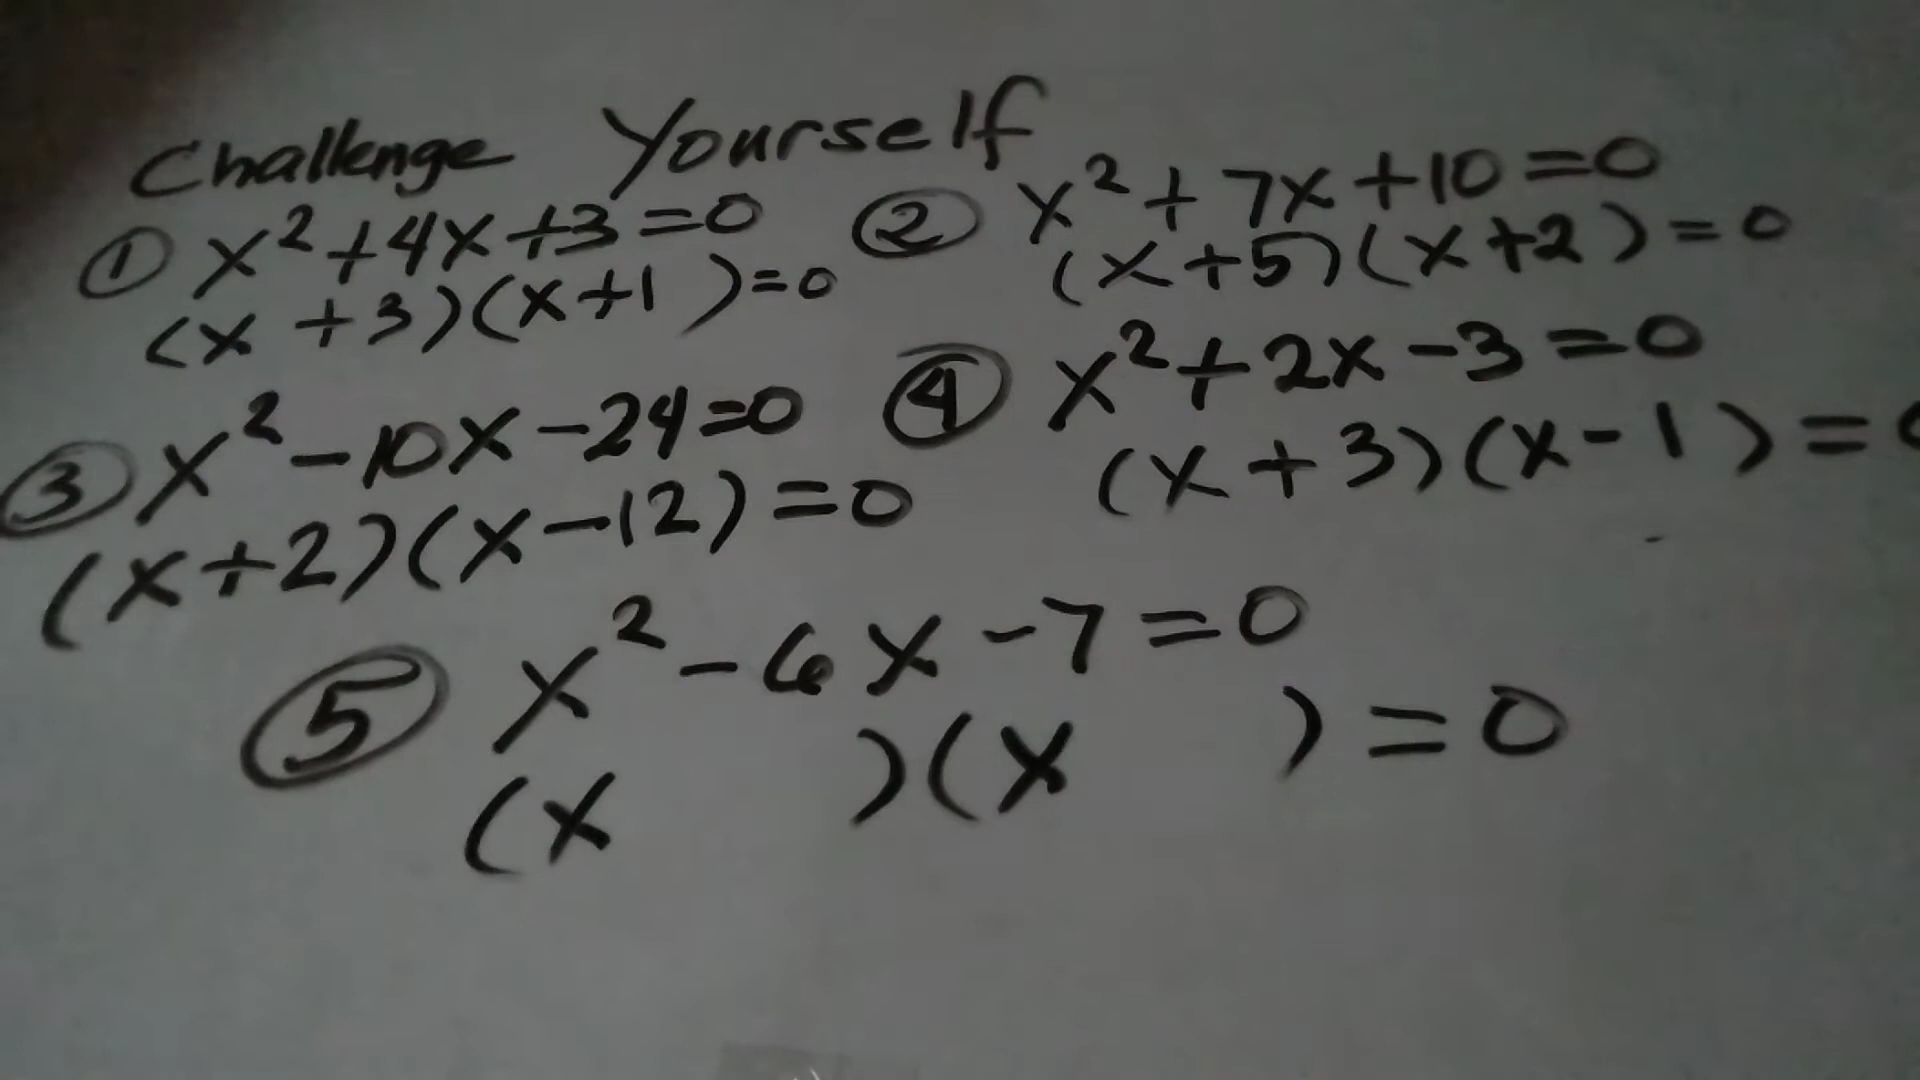 Challenge Yourself
① x²+4x+3=0
(x+3)(x+1)=0
② x²+7x+10=0
(x+5)(x+2)=0
③ x²-10x-24=0
(x+2)(x-12)=0
④ x²+2x-3=0
(x+3)(x-1)=0
⑤ x²-6x-7=0
(x )(x )=0